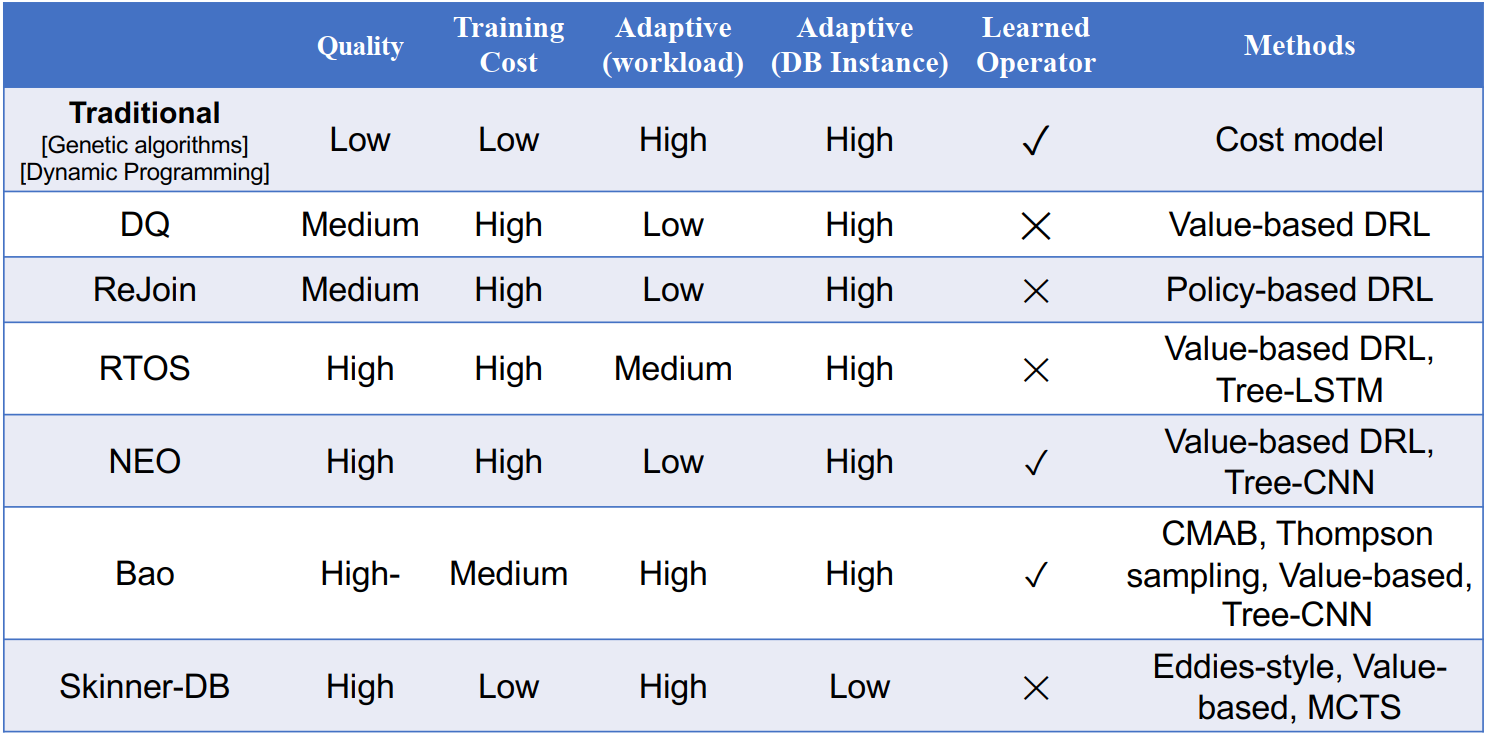 Quality Training Cost Adaptive (workload) Adaptive (DB Instance) Learned Operator Methods
Traditional
[Genetic algorithms]
[Dynamic Programming]
Low Low High High ✓ Cost model
DQ Medium High Low High ✕ Value-based DRL
ReJoin Medium High Low High ✕ Policy-based DRL
RTOS High High Medium High ✕ Value-based DRL,
Tree-LSTM
NEO High High Low High ✓ Value-based DRL,
Tree-CNN
Bao High- Medium High High ✓ CMAB, Thompson
sampling, Value-based,
Tree-CNN
Skinner-DB High Low High Low ✕ Eddies-style, Value-
based, MCTS